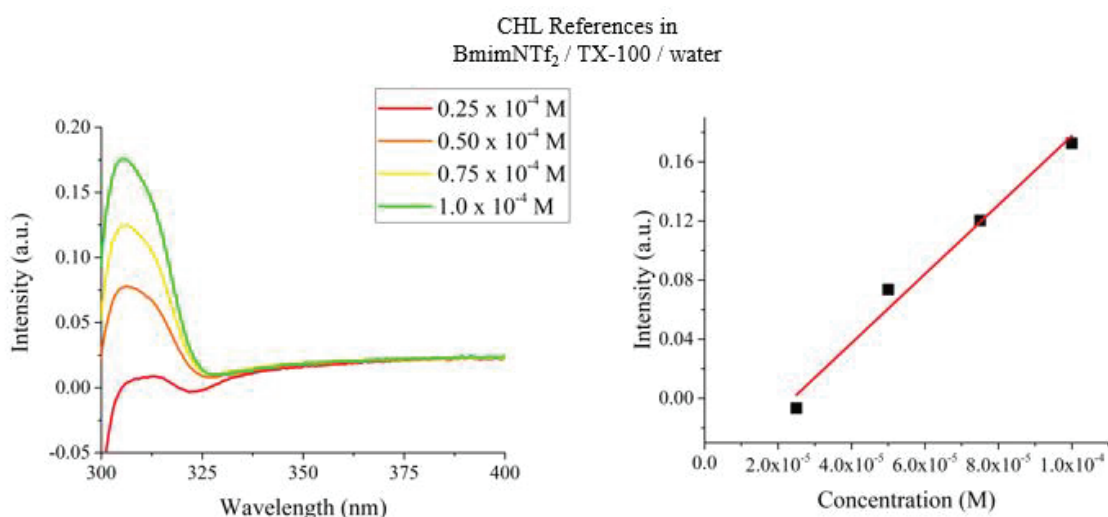 CHL References in
BmimNTf₂ / TX-100 / water
0.25 x 10⁻⁴ M
0.50 x 10⁻⁴ M
0.75 x 10⁻⁴ M
1.0 x 10⁻⁴ M
Intensity (a.u.)
0.20
0.15
0.10
0.05
0.00
-0.05
300 325 350 375 400
Wavelength (nm)
Intensity (a.u.)
0.16
0.12
0.08
0.04
0.00
0.0 2.0x10⁻⁵ 4.0x10⁻⁵ 6.0x10⁻⁵ 8.0x10⁻⁵ 1.0x10⁻⁴
Concentration (M)